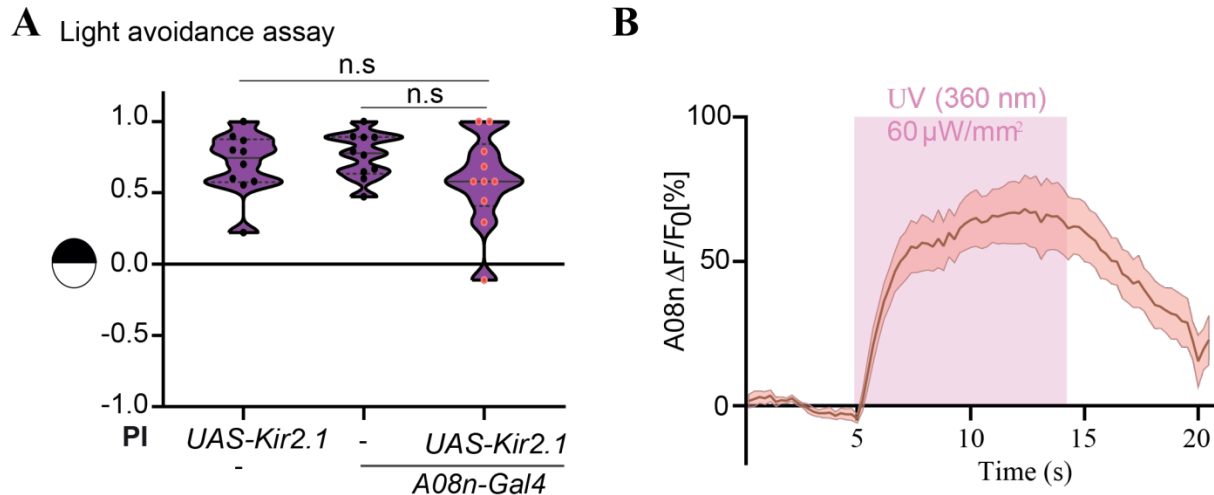 A Light avoidance assay
n.s
n.s
1.0
0.5
0.0
-0.5
-1.0
PI UAS-Kir2.1 - UAS-Kir2.1
- A08n-Gal4
B
UV (360 nm)
60 µW/mm²
100
50
0
A08n ΔF/F0[%]
5 10 15 20
Time (s)